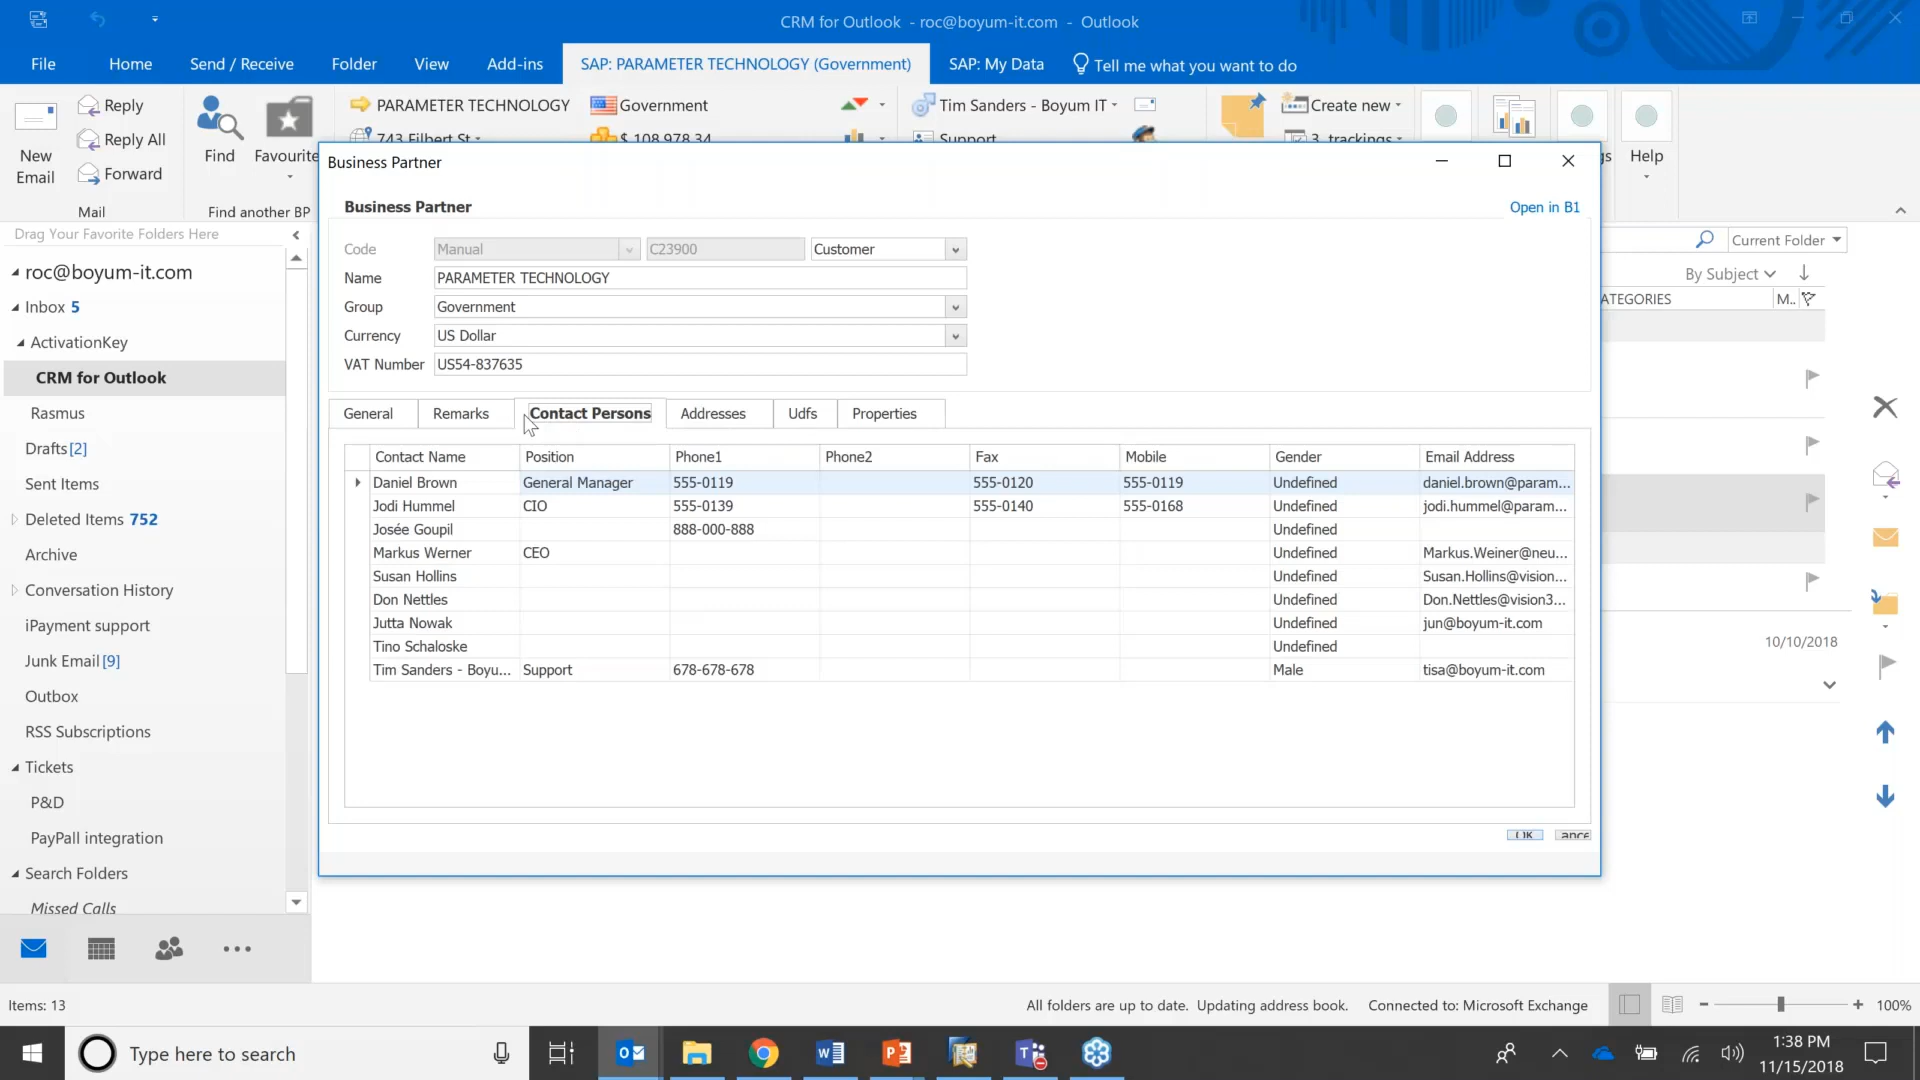 CRM for Outlook - roc@boyum-it.com - Outlook
File Home Send / Receive Folder View Add-ins SAP: PARAMETER TECHNOLOGY (Government) SAP: My Data Tell me what you want to do
New Email
Reply
Reply All
Forward
Mail
Find
Favourite
Find another BP
PARAMETER TECHNOLOGY
743 Filbert St
Government
$ 108,978.34
Tim Sanders - Boyum IT
Support
Create new
3 trackings
Help
Drag Your Favorite Folders Here
roc@boyum-it.com
Inbox 5
ActivationKey
CRM for Outlook
Rasmus
Drafts [2]
Sent Items
Deleted Items 752
Archive
Conversation History
iPayment support
Junk Email [9]
Outbox
RSS Subscriptions
Tickets
P&D
PayPall integration
Search Folders
Missed Calls
Business Partner
Business Partner Open in B1
Code Manual C23900 Customer
Name PARAMETER TECHNOLOGY
Group Government
Currency US Dollar
VAT Number US54-837635
General Remarks Contact Persons Addresses Udfs Properties
Contact Name Position Phone1 Phone2 Fax Mobile Gender Email Address
Daniel Brown General Manager 555-0119 555-0120 555-0119 Undefined daniel.brown@param...
Jodi Hummel CIO 555-0139 555-0140 555-0168 Undefined jodi.hummel@param...
Josée Goupil 888-000-888 Undefined
Markus Werner CEO Undefined Markus.Weiner@neu...
Susan Hollins Undefined Susan.Hollins@vision...
Don Nettles Undefined Don.Nettles@vision3...
Jutta Nowak Undefined jun@boyum-it.com
Tino Schaloske Undefined
Tim Sanders - Boyu... Support 678-678-678 Male tisa@boyum-it.com
OK
Current Folder
By Subject
ATEGORIES M..
10/10/2018
Items: 13
All folders are up to date. Updating address book. Connected to: Microsoft Exchange
100%
Type here to search
1:38 PM
11/15/2018